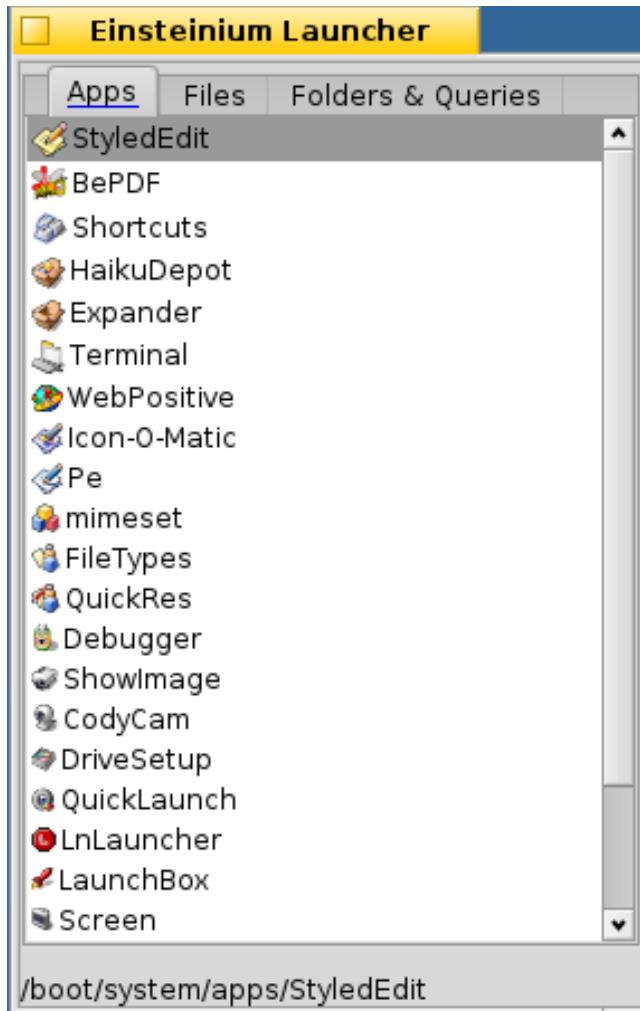 Einsteinium Launcher
Apps Files Folders & Queries
StyledEdit
BePDF
Shortcuts
HaikuDepot
Expander
Terminal
WebPositive
Icon-O-Matic
Pe
mimeset
FileTypes
QuickRes
Debugger
ShowImage
CodyCam
DriveSetup
QuickLaunch
LnLauncher
LaunchBox
Screen
/boot/system/apps/StyledEdit